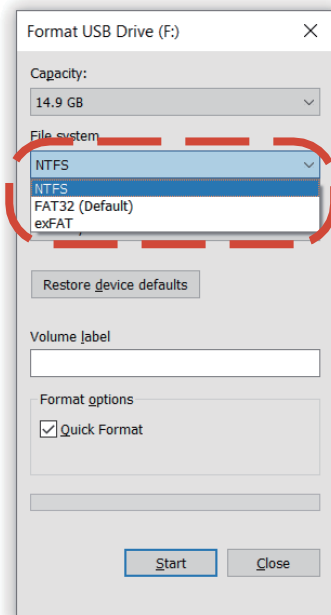 Format USB Drive (F:)
Capacity:
14.9 GB
File system
NTFS
NTFS
FAT32 (Default)
exFAT
Restore device defaults
Volume label
Format options
Quick Format
Start
Close